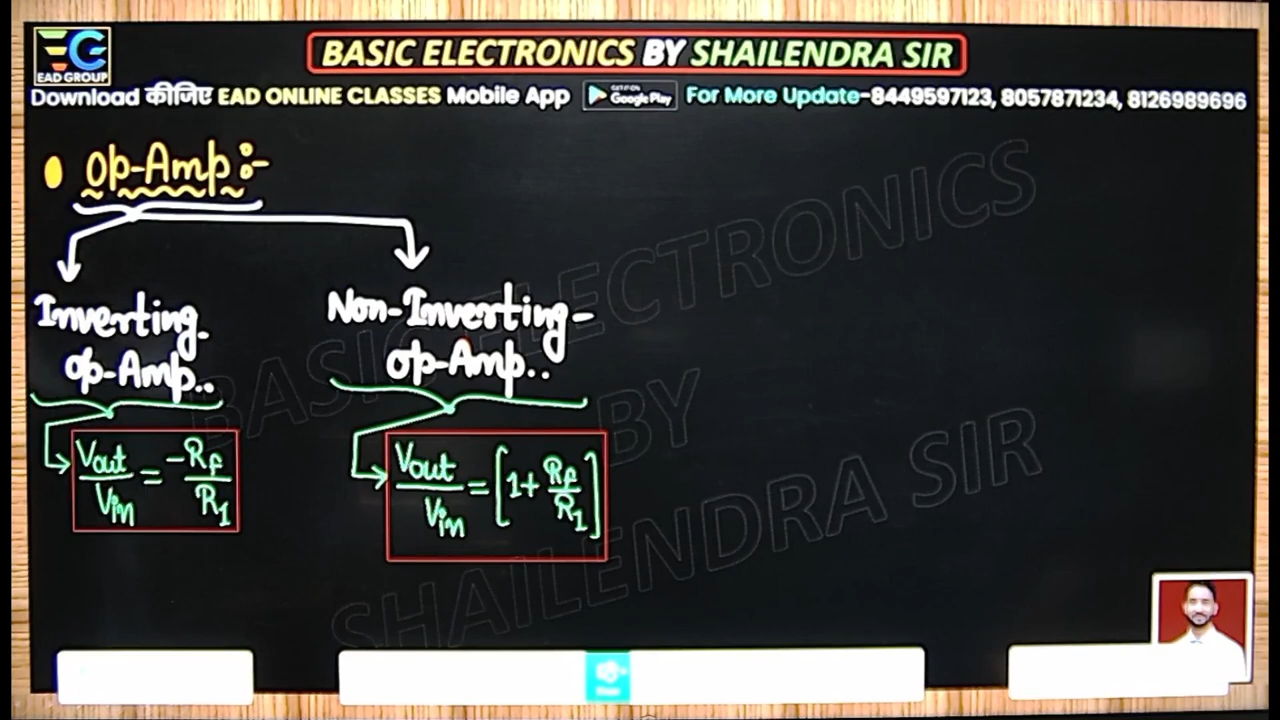 EAD GROUP
BASIC ELECTRONICS BY SHAILENDRA SIR
Download कीजिए EAD ONLINE CLASSES Mobile App GET IT ON Google Play For More Update-8449597123, 8057871234, 8126989696
Op-Amp :-
Inverting
Op-Amp..
Non-Inverting-
Op-Amp..
Vout/Vin = -Rf/R1
Vout/Vin = [1+ Rf/R1]
BASIC ELECTRONICS
BY
SHAILENDRA SIR